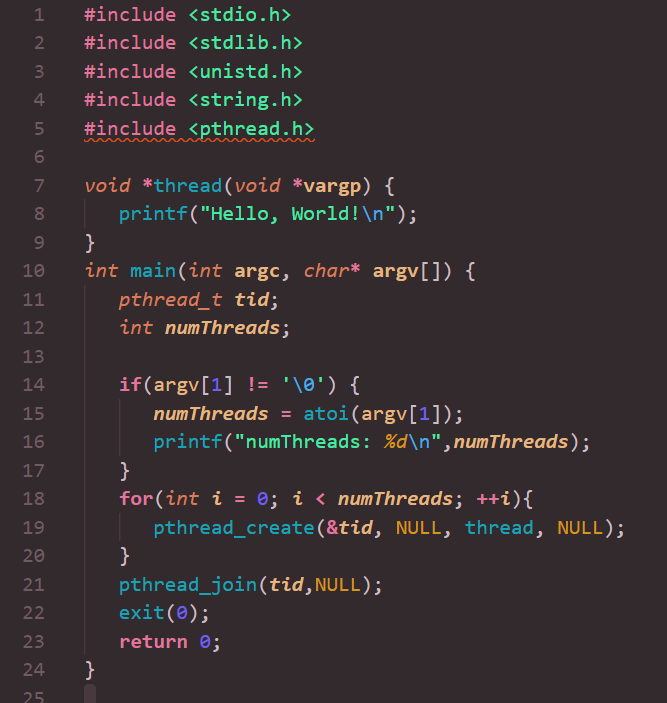 1 #include <stdio.h>
2 #include <stdlib.h>
3 #include <unistd.h>
4 #include <string.h>
5 #include <pthread.h>
6
7 void *thread(void *vargp) {
8    printf("Hello, World!\n");
9 }
10 int main(int argc, char* argv[]) {
11    pthread_t tid;
12    int numThreads;
13
14    if(argv[1] != '\0') {
15       numThreads = atoi(argv[1]);
16       printf("numThreads: %d\n",numThreads);
17    }
18    for(int i = 0; i < numThreads; ++i){
19       pthread_create(&tid, NULL, thread, NULL);
20    }
21    pthread_join(tid,NULL);
22    exit(0);
23    return 0;
24 }
25